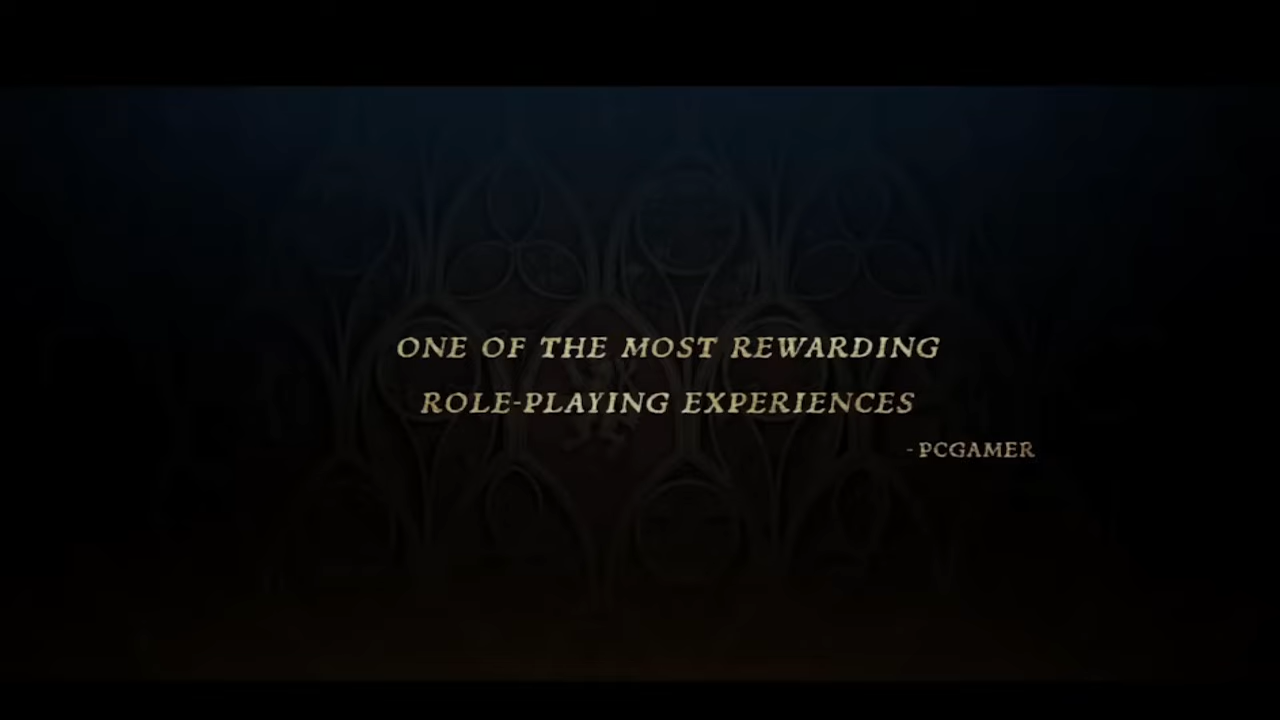 ONE OF THE MOST REWARDING
ROLE-PLAYING EXPERIENCES
- PCGAMER